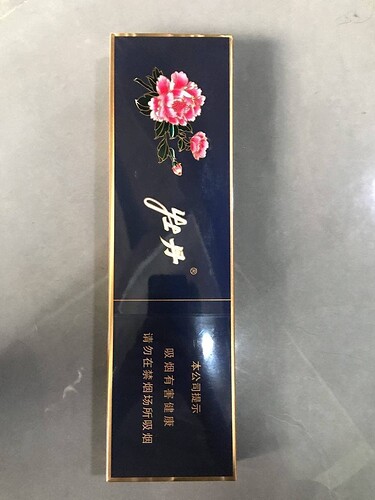 牡丹®
本公司提示
吸烟有害健康
请勿在禁烟场所吸烟